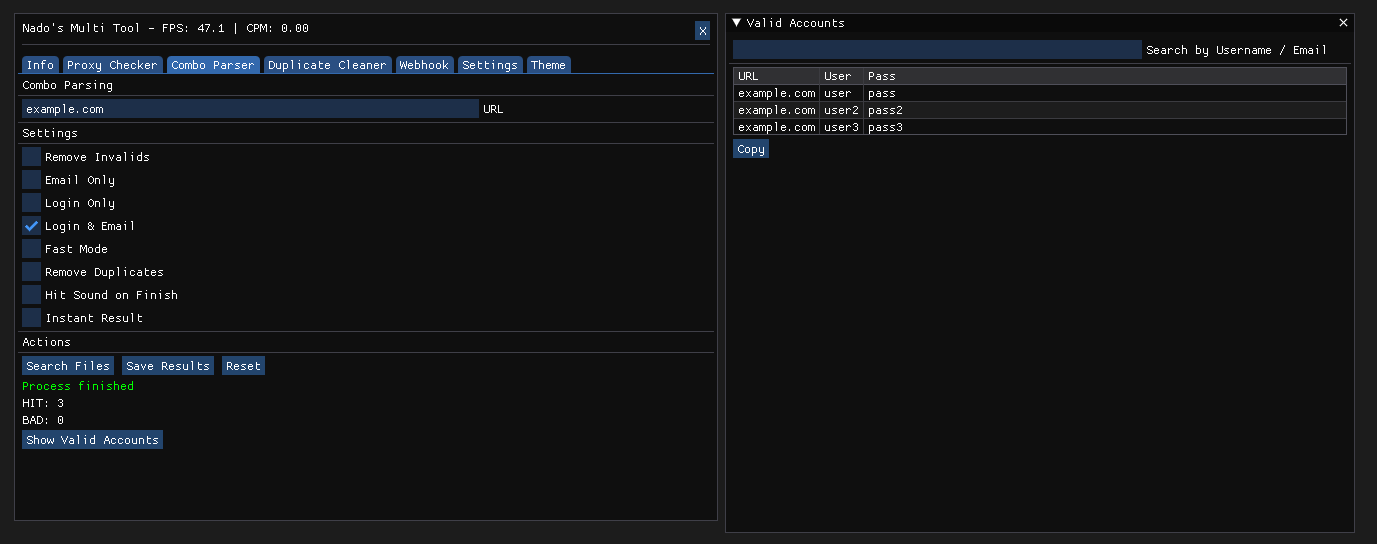 Nado's Multi Tool - FPS: 47.1 | CPM: 0.00
X
Info Proxy Checker Combo Parser Duplicate Cleaner Webhook Settings Theme
Combo Parsing
example.com URL
Settings
Remove Invalids
Email Only
Login Only
Login & Email
Fast Mode
Remove Duplicates
Hit Sound on Finish
Instant Result
Actions
Search Files Save Results Reset
Process finished
HIT: 3
BAD: 0
Show Valid Accounts
Valid Accounts
Search by Username / Email
URL User Pass
example.com user pass
example.com user2 pass2
example.com user3 pass3
Copy